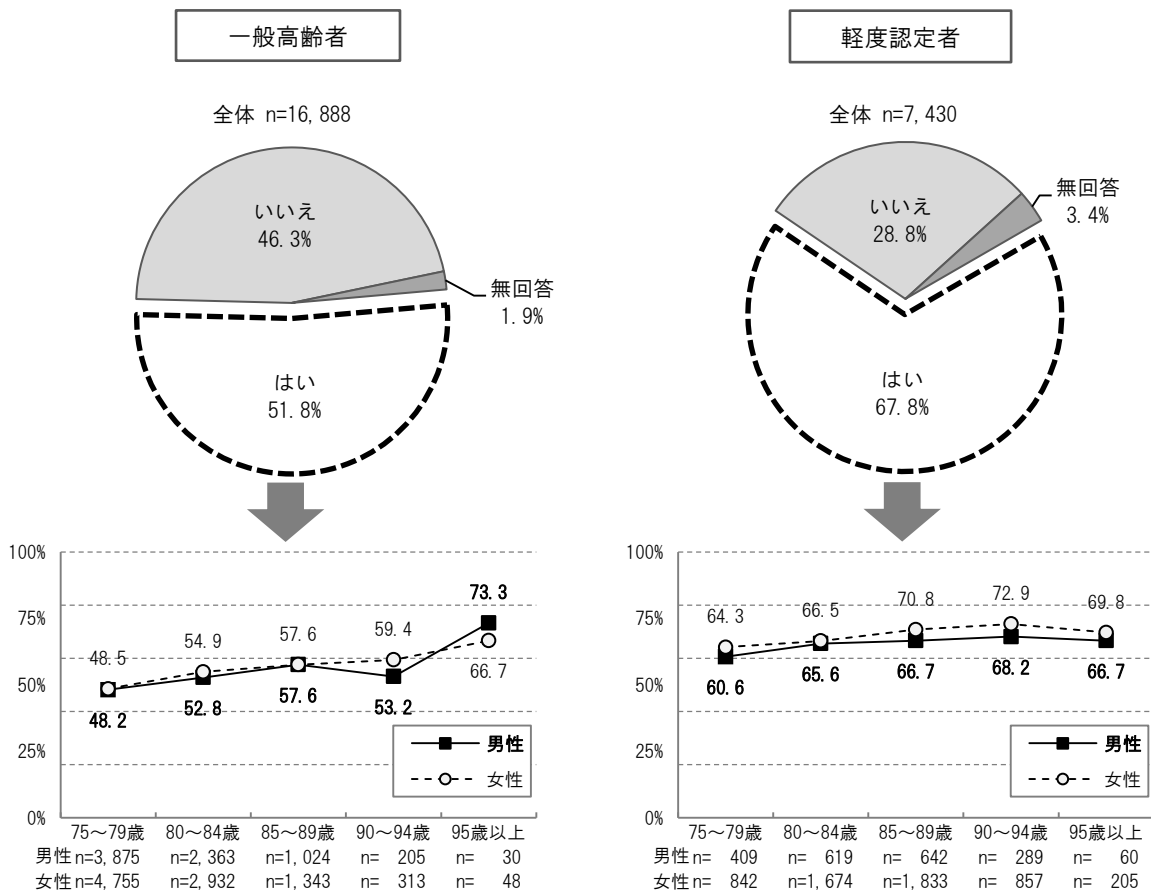 一般高齢者
全体 n=16,888
いいえ
46.3%
無回答
1.9%
はい
51.8%
100%
75%
50%
25%
0%
48.5
54.9
57.6
59.4
73.3
66.7
48.2
52.8
57.6
53.2
男性
女性
75～79歳 80～84歳 85～89歳 90～94歳 95歳以上
男性 n=3,875 n=2,363 n=1,024 n= 205 n= 30
女性 n=4,755 n=2,932 n=1,343 n= 313 n= 48
軽度認定者
全体 n=7,430
いいえ
28.8%
無回答
3.4%
はい
67.8%
100%
75%
50%
25%
0%
64.3
66.5
70.8
72.9
69.8
60.6
65.6
66.7
68.2
66.7
男性
女性
75～79歳 80～84歳 85～89歳 90～94歳 95歳以上
男性 n= 409 n= 619 n= 642 n= 289 n= 60
女性 n= 842 n=1,674 n=1,833 n= 857 n= 205